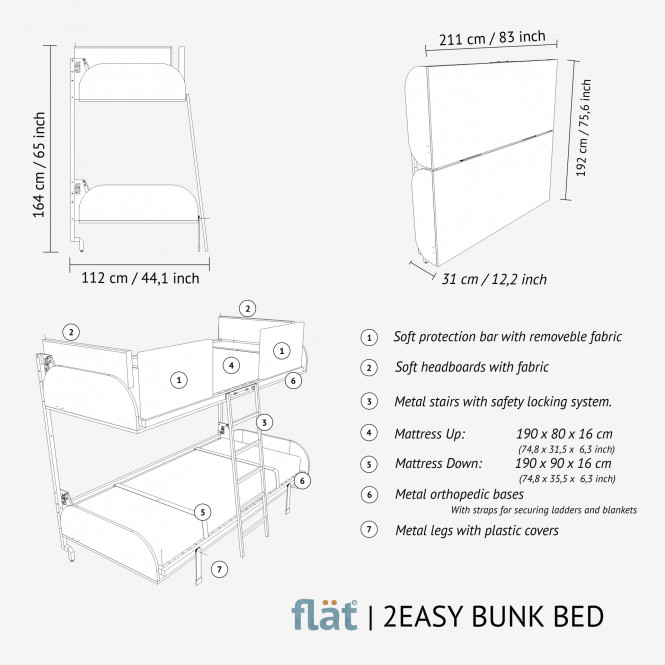 211 cm / 83 inch
164 cm / 65 inch
192 cm / 75,6 inch
112 cm / 44,1 inch
31 cm / 12,2 inch
2
2
1 Soft protection bar with removeble fabric
2 Soft headboards with fabric
3 Metal stairs with safety locking system.
4 Mattress Up: 190 x 80 x 16 cm
(74,8 x 31,5 x 6,3 inch)
5 Mattress Down: 190 x 90 x 16 cm
(74,8 x 35,5 x 6,3 inch)
6 Metal orthopedic bases
With straps for securing ladders and blankets
7 Metal legs with plastic covers
1
4
1
6
3
6
5
7
flät® | 2EASY BUNK BED